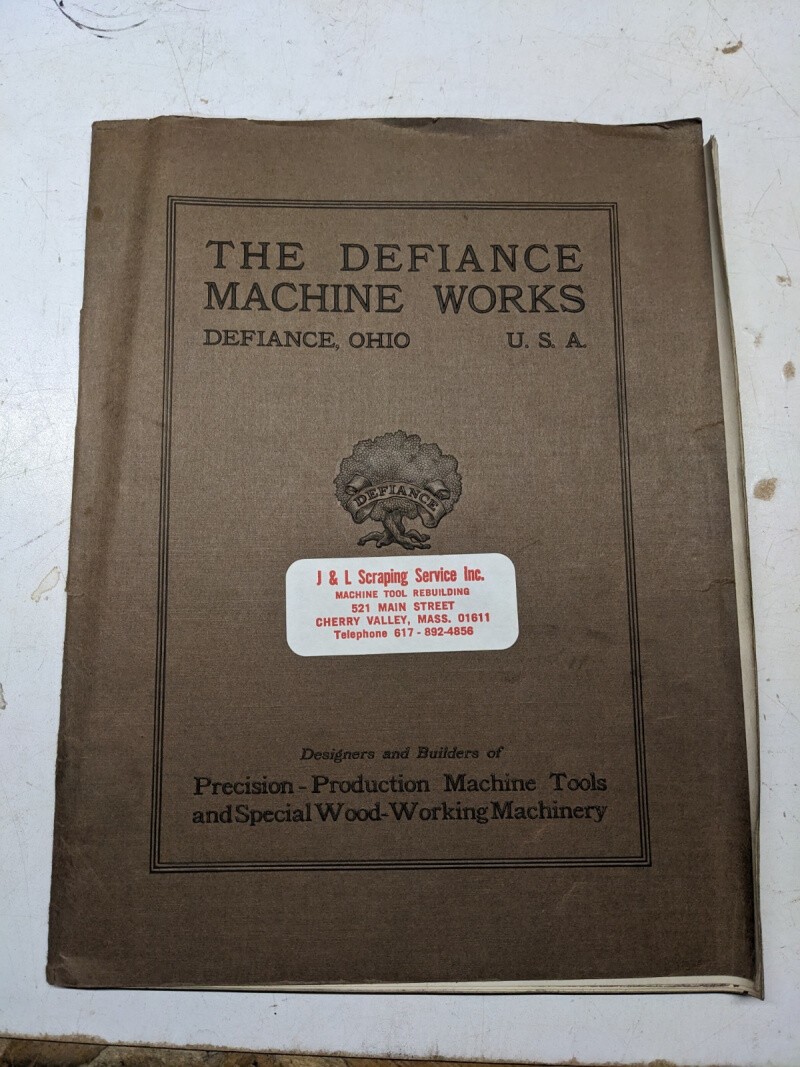 THE DEFIANCE
MACHINE WORKS
DEFIANCE, OHIO U. S. A.
DEFIANCE
J & L Scraping Service Inc.
MACHINE TOOL REBUILDING
521 MAIN STREET
CHERRY VALLEY, MASS. 01611
Telephone 617-892-4856
Designers and Builders of
Precision-Production Machine Tools
and Special Wood-Working Machinery